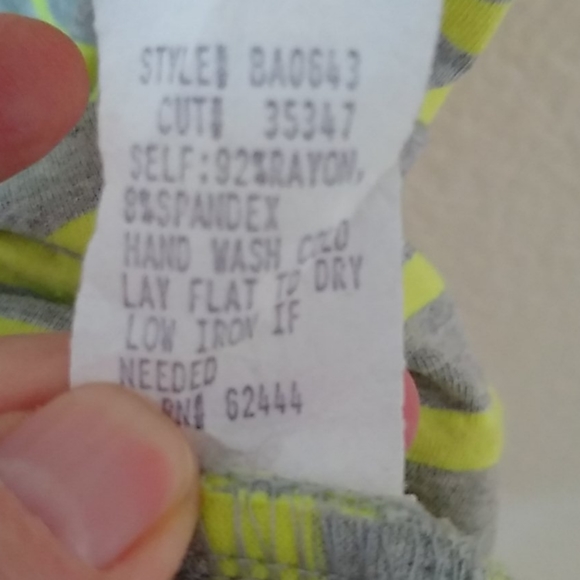 STYLE# BA0643
CUT# 35347
SELF:92%RAYON,
8%SPANDEX
HAND WASH COLD
LAY FLAT TO DRY
LOW IRON IF
NEEDED
RN# 62444